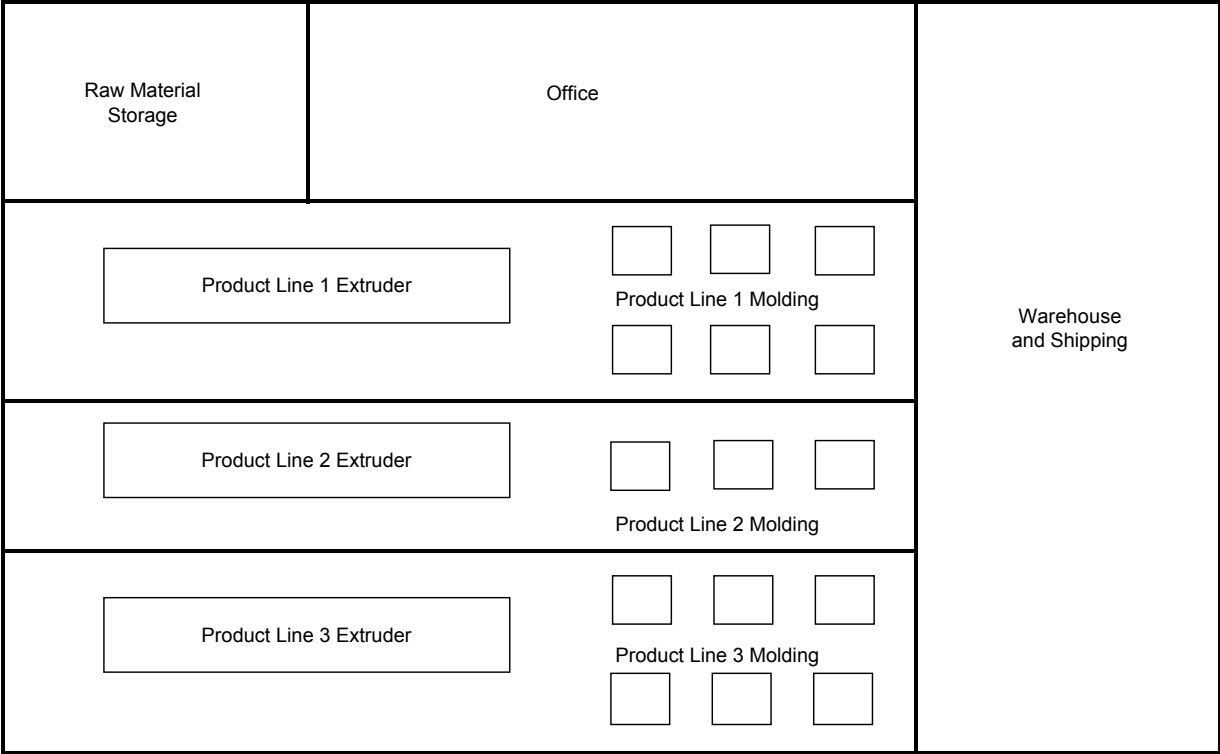 Raw Material
Storage
Office
Product Line 1 Extruder
Product Line 1 Molding
Warehouse
and Shipping
Product Line 2 Extruder
Product Line 2 Molding
Product Line 3 Extruder
Product Line 3 Molding